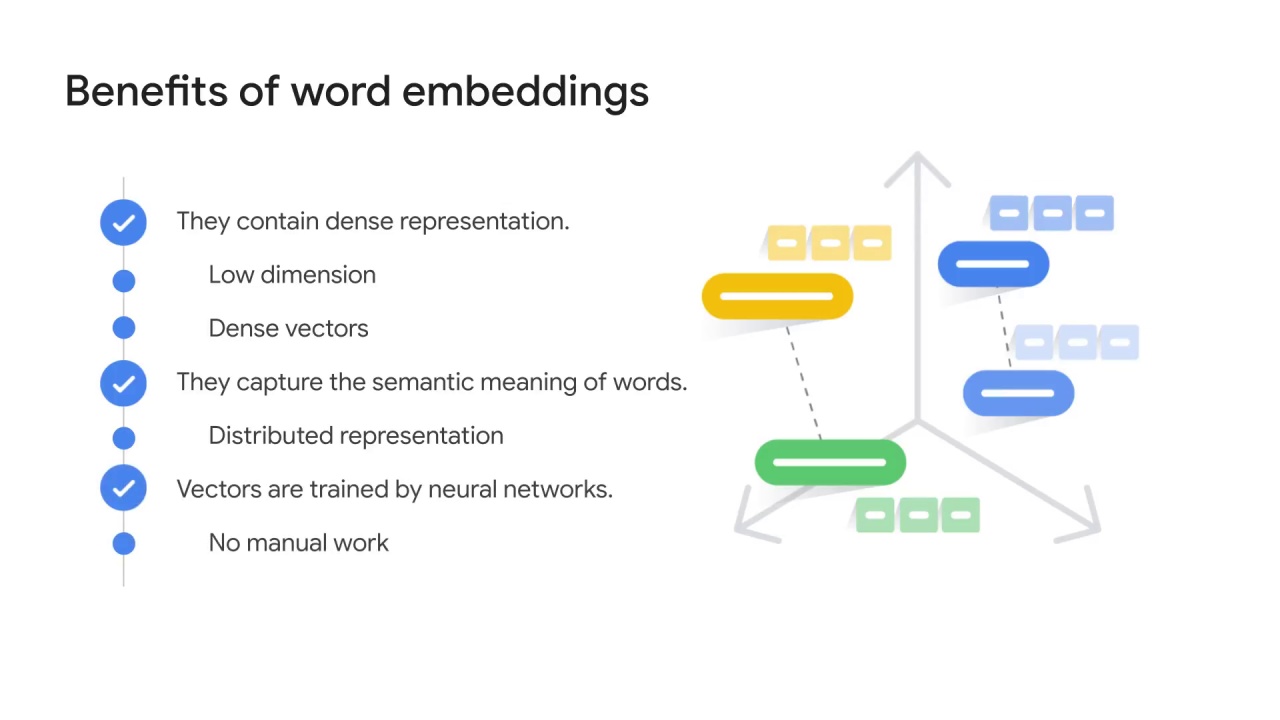 Benefits of word embeddings
They contain dense representation.
Low dimension
Dense vectors
They capture the semantic meaning of words.
Distributed representation
Vectors are trained by neural networks.
No manual work